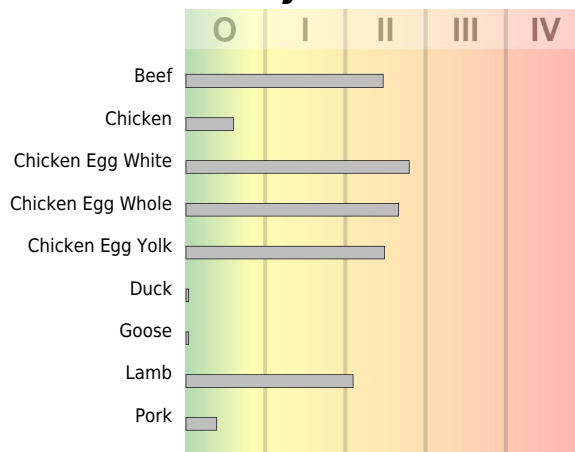 O I II III IV
Beef
Chicken
Chicken Egg White
Chicken Egg Whole
Chicken Egg Yolk
Duck
Goose
Lamb
Pork